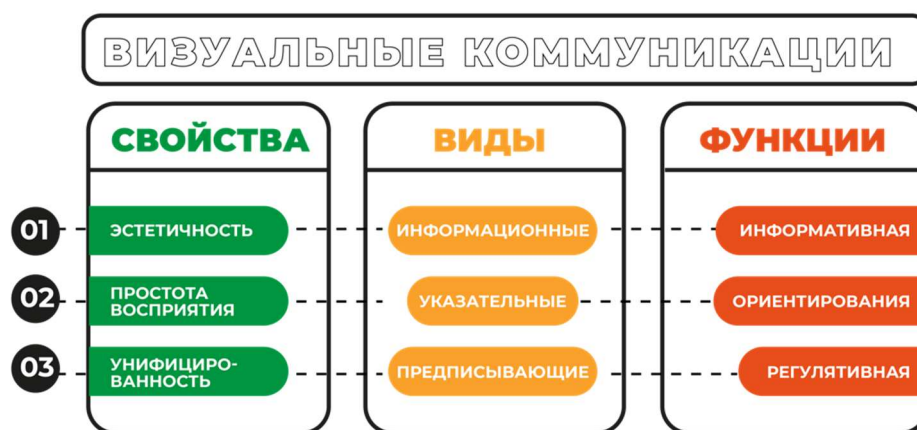 ВИЗУАЛЬНЫЕ КОММУНИКАЦИИ
СВОЙСТВА
ВИДЫ
ФУНКЦИИ
01
ЭСТЕТИЧНОСТЬ
ИНФОРМАЦИОННЫЕ
ИНФОРМАТИВНАЯ
02
ПРОСТОТА
ВОСПРИЯТИЯ
УКАЗАТЕЛЬНЫЕ
ОРИЕНТИРОВАНИЯ
03
УНИФИЦИРО-
ВАННОСТЬ
ПРЕДПИСЫВАЮЩИЕ
РЕГУЛЯТИВНАЯ